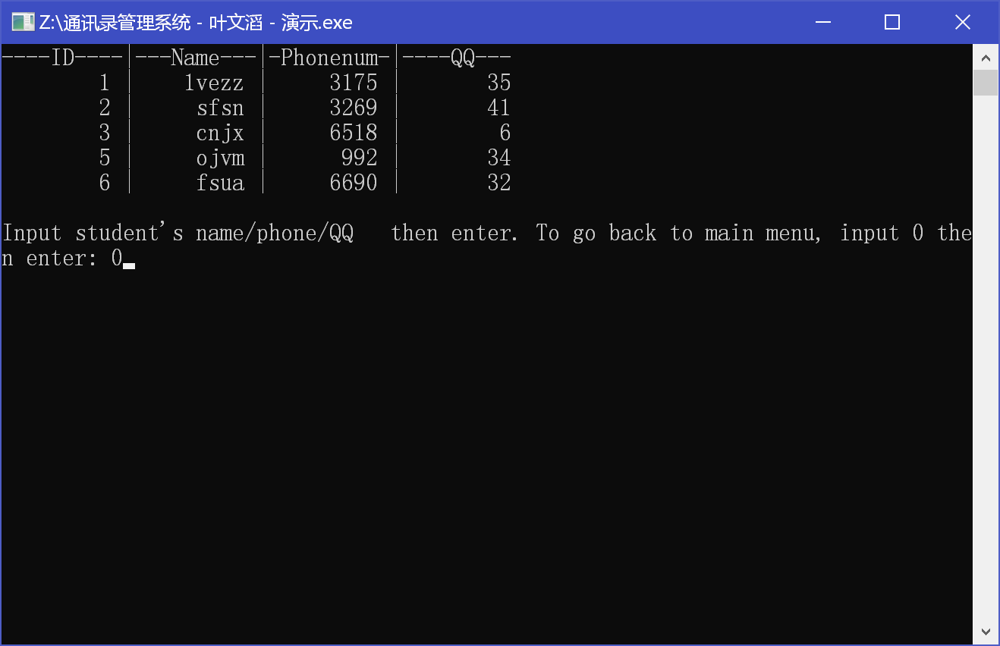 Z:\通讯录管理系统 - 叶文滔 - 演示.exe
----ID----|---Name---|-Phonenum-|----QQ---
        1 |    lvezz |     3175 |       35
        2 |     sfsn |     3269 |       41
        3 |     cnjx |     6518 |        6
        5 |     ojvm |      992 |       34
        6 |     fsua |     6690 |       32
Input student's name/phone/QQ   then enter. To go back to main menu, input 0 the
n enter: 0